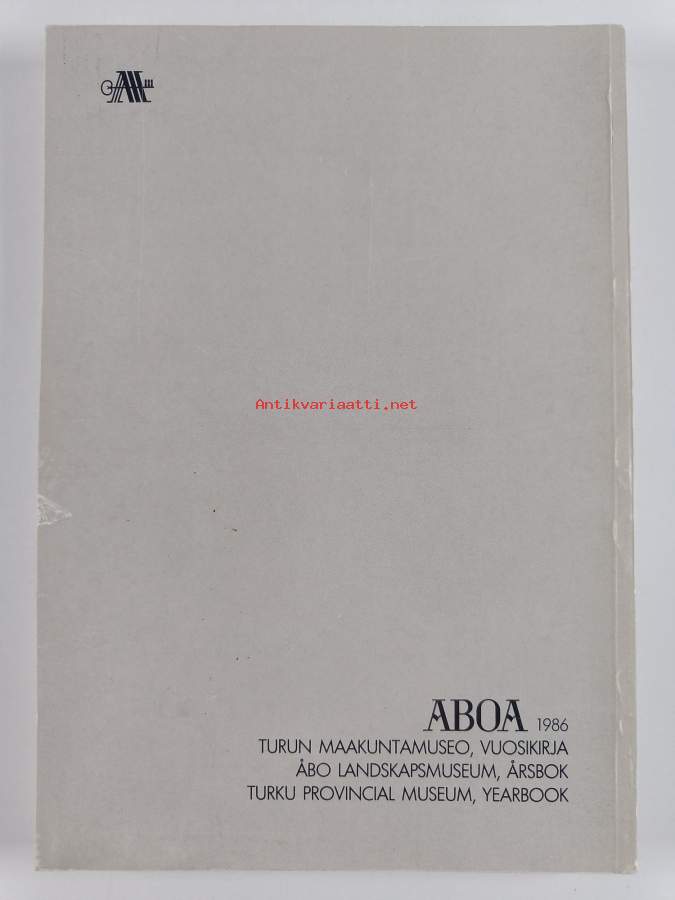 Antikvariaatti.net
ABOA 1986
TURUN MAAKUNTAMUSEO, VUOSIKIRJA
ÅBO LANDSKAPSMUSEUM, ÅRSBOK
TURKU PROVINCIAL MUSEUM, YEARBOOK